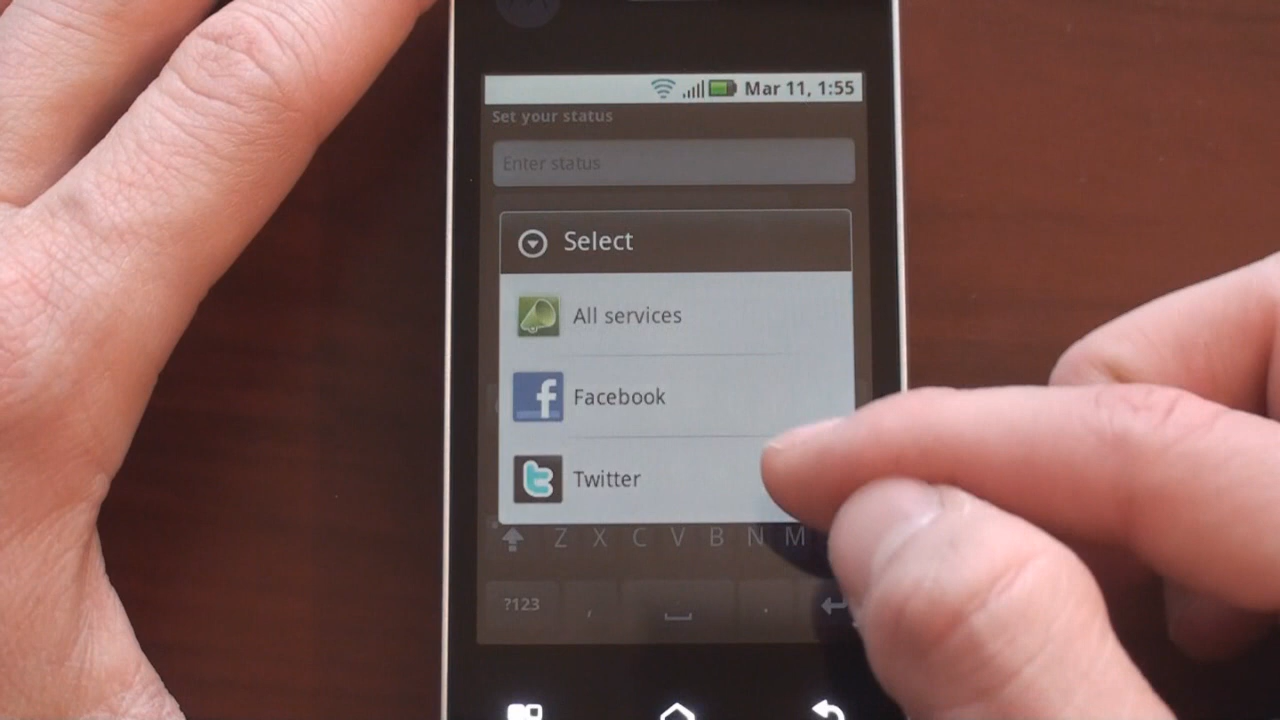 Mar 11, 1:55
Set your status
Enter status
Select
All services
f Facebook
t Twitter
Z X C V B N M
?123 , .